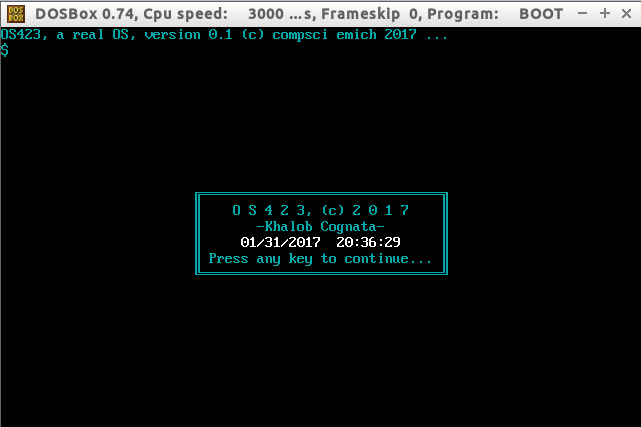 DOS BOX
DOSBox 0.74, Cpu speed: 3000 ...s, Frameskip 0, Program: BOOT
OS423, a real OS, version 0.1 (c) compsci emich 2017 ...
$
O S 4 2 3, (c) 2 0 1 7
-Khalob Cognata-
01/31/2017 20:36:29
Press any key to continue...